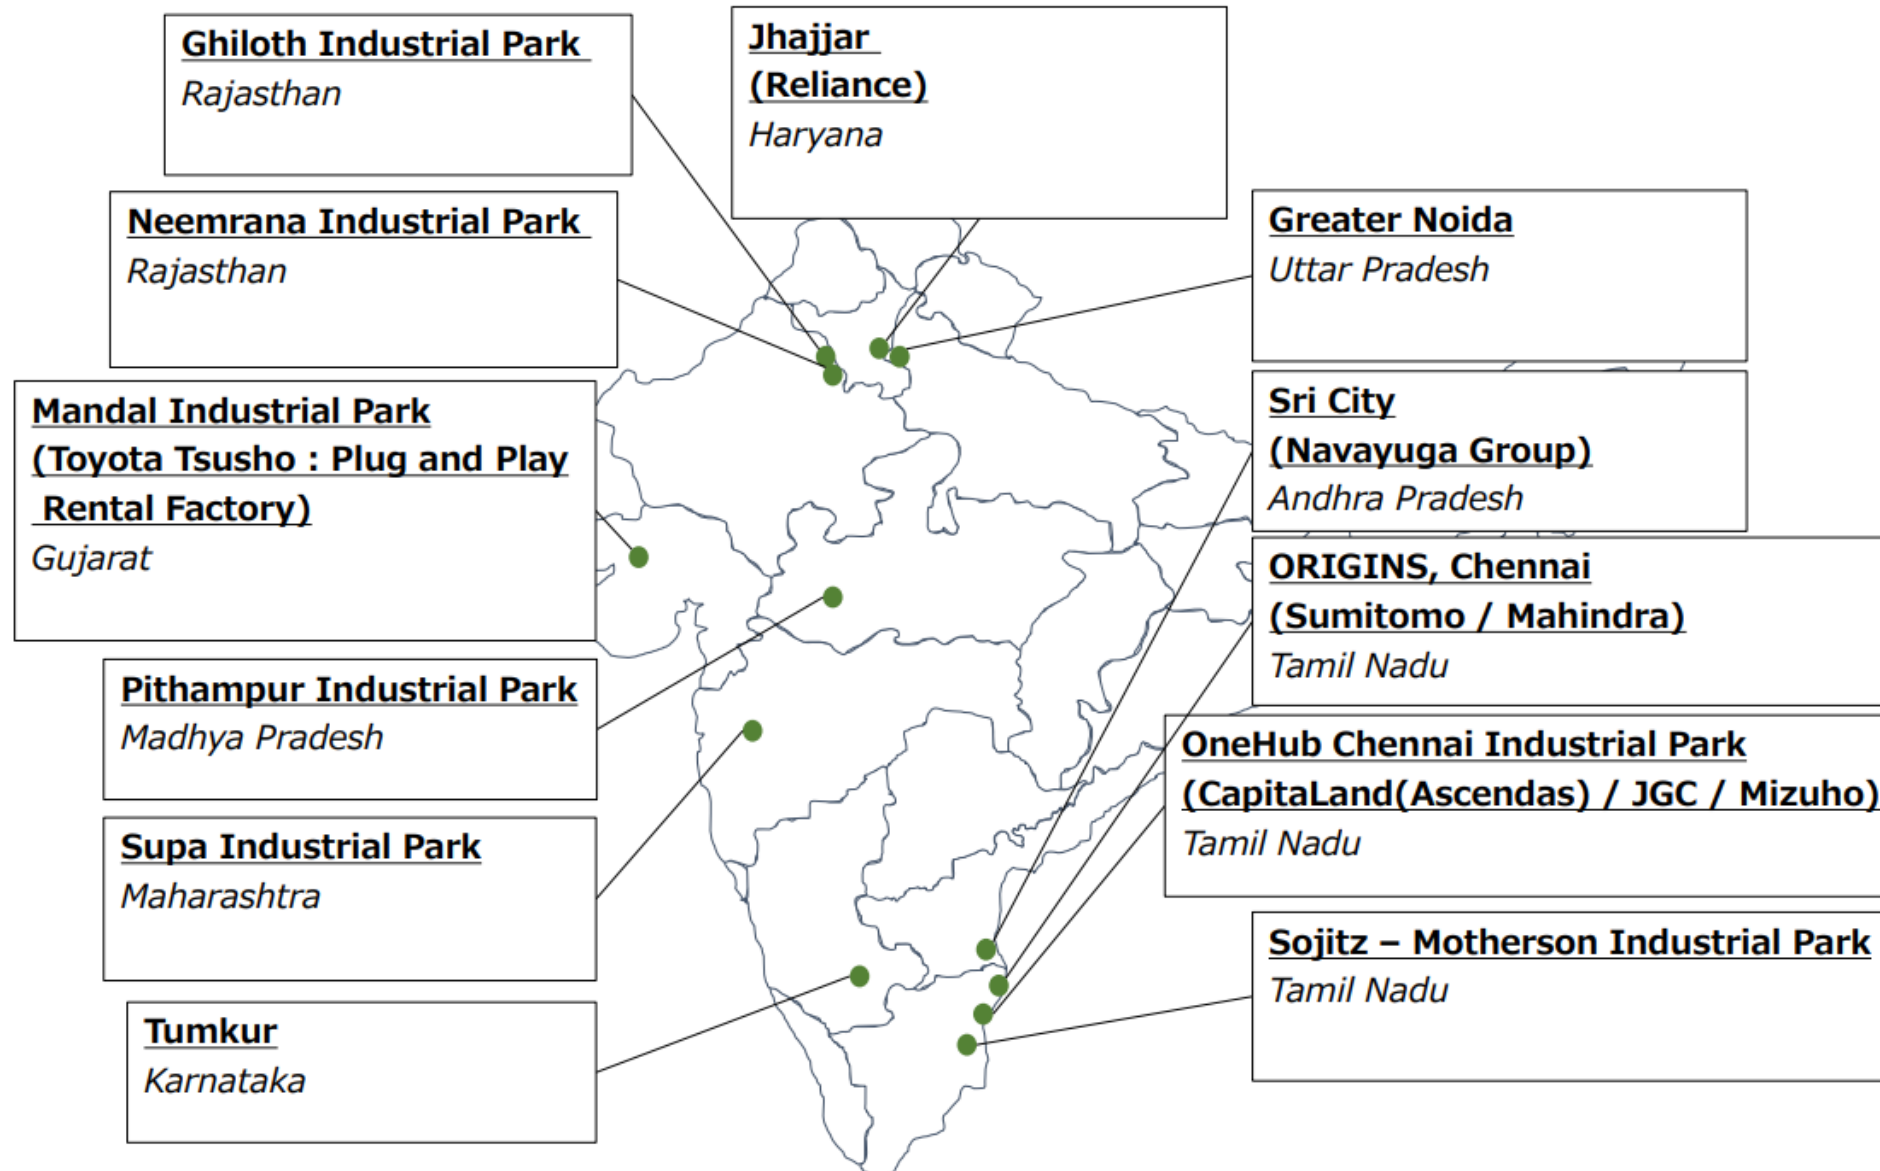 Ghiloth Industrial Park
Rajasthan
Jhajjar
(Reliance)
Haryana
Neemrana Industrial Park
Rajasthan
Greater Noida
Uttar Pradesh
Mandal Industrial Park
(Toyota Tsusho : Plug and Play
Rental Factory)
Gujarat
Sri City
(Navayuga Group)
Andhra Pradesh
ORIGINS, Chennai
(Sumitomo / Mahindra)
Tamil Nadu
Pithampur Industrial Park
Madhya Pradesh
OneHub Chennai Industrial Park
(CapitaLand(Ascendas) / JGC / Mizuho)
Tamil Nadu
Supa Industrial Park
Maharashtra
Sojitz – Motherson Industrial Park
Tamil Nadu
Tumkur
Karnataka